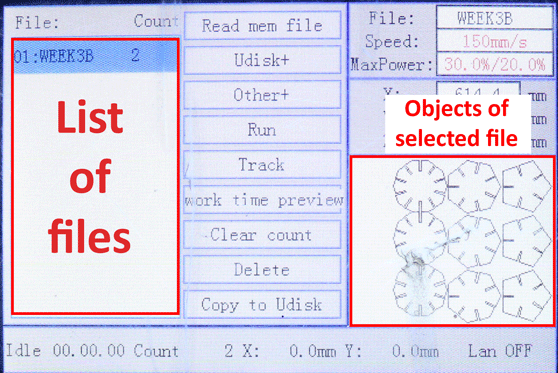 File: Count
01:WEEK3B 2
List
of
files
Read mem file
Udisk+
Other+
Run
Track
work time preview
Clear count
Delete
Copy to Udisk
File: WEEK3B
Speed: 150mm/s
MaxPower: 30.0%/20.0%
614.4 mm
mm
mm
Objects of
selected file
Idle 00.00.00 Count 2 X: 0.0mm Y: 0.0mm Lan OFF